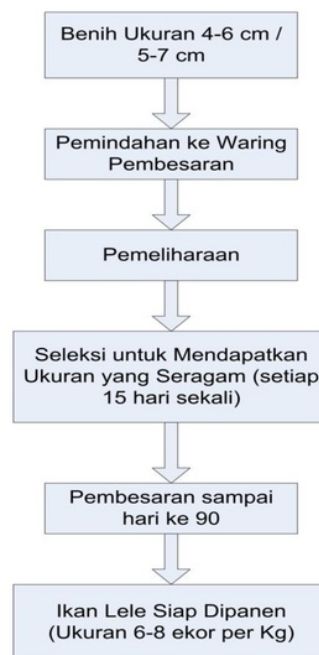 Benih Ukuran 4-6 cm /
5-7 cm
Pemindahan ke Waring
Pembesaran
Pemeliharaan
Seleksi untuk Mendapatkan
Ukuran yang Seragam (setiap
15 hari sekali)
Pembesaran sampai
hari ke 90
Ikan Lele Siap Dipanen
(Ukuran 6-8 ekor per Kg)